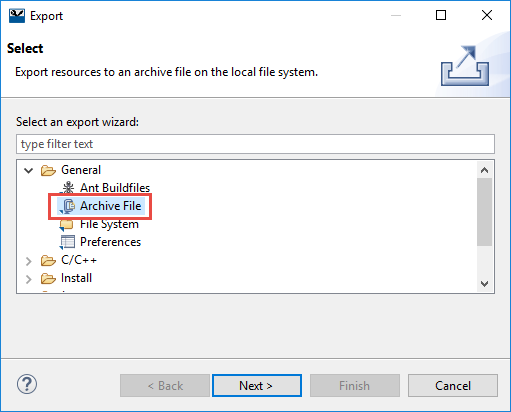 Export
Select
Export resources to an archive file on the local file system.
Select an export wizard:
type filter text
General
Ant Buildfiles
Archive File
File System
Preferences
C/C++
Install
?
< Back
Next >
Finish
Cancel